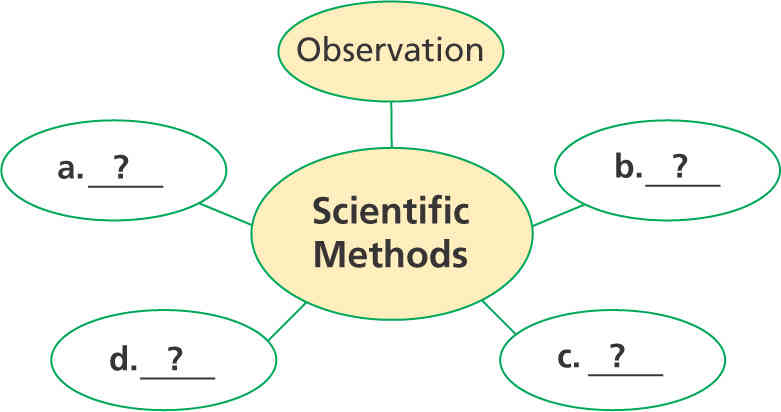 Observation
a. ?
b. ?
Scientific
Methods
d. ?
c. ?